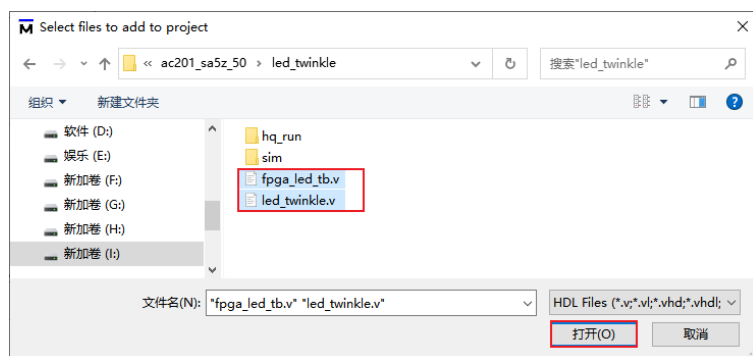 M Select files to add to project
« ac201_sa5z_50 > led_twinkle
搜索"led_twinkle"
组织
新建文件夹
软件 (D:)
娱乐 (E:)
新加卷 (F:)
新加卷 (G:)
新加卷 (H:)
新加卷 (I:)
hq_run
sim
fpga_led_tb.v
led_twinkle.v
文件名(N):
"fpga_led_tb.v" "led_twinkle.v"
HDL Files (*.v;*.vl;*.vhd;*.vhdl;
打开(O)
取消